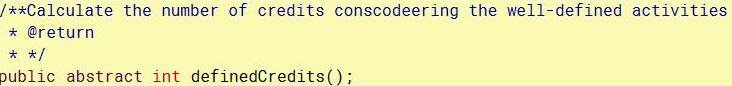 /**Calculate the number of credits conscodeering the well-defined activities
* @return
* */
public abstract int definedCredits();